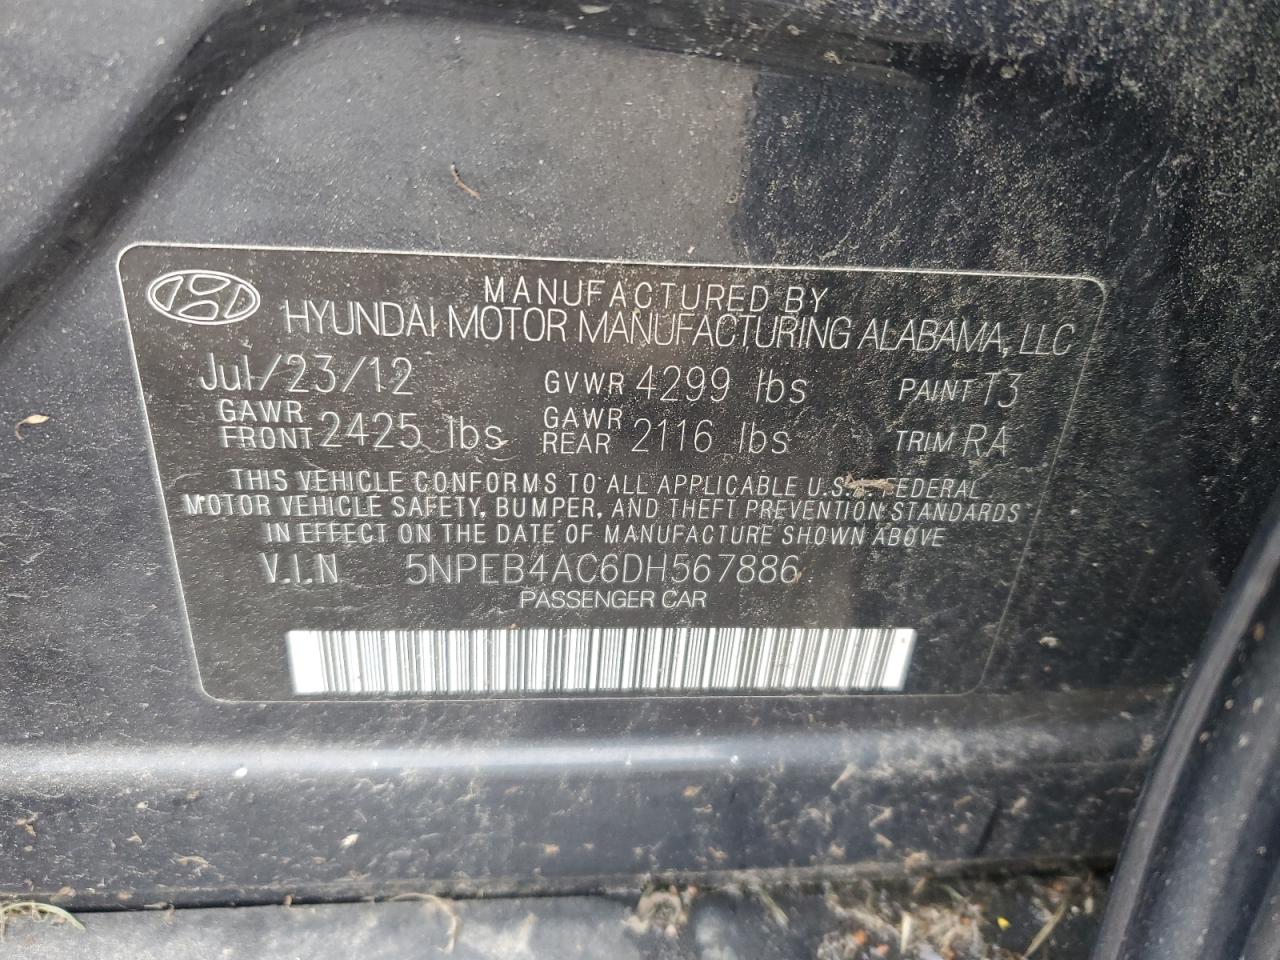 MANUFACTURED BY
HYUNDAI MOTOR MANUFACTURING ALABAMA, LLC
Jul/23/12 GVWR 4299 lbs PAINT T3
GAWR FRONT 2425 lbs GAWR REAR 2116 lbs TRIM RA
THIS VEHICLE CONFORMS TO ALL APPLICABLE U.S. FEDERAL
MOTOR VEHICLE SAFETY, BUMPER, AND THEFT PREVENTION STANDARDS
IN EFFECT ON THE DATE OF MANUFACTURE SHOWN ABOVE
V.I.N 5NPEB4AC6DH567886
PASSENGER CAR